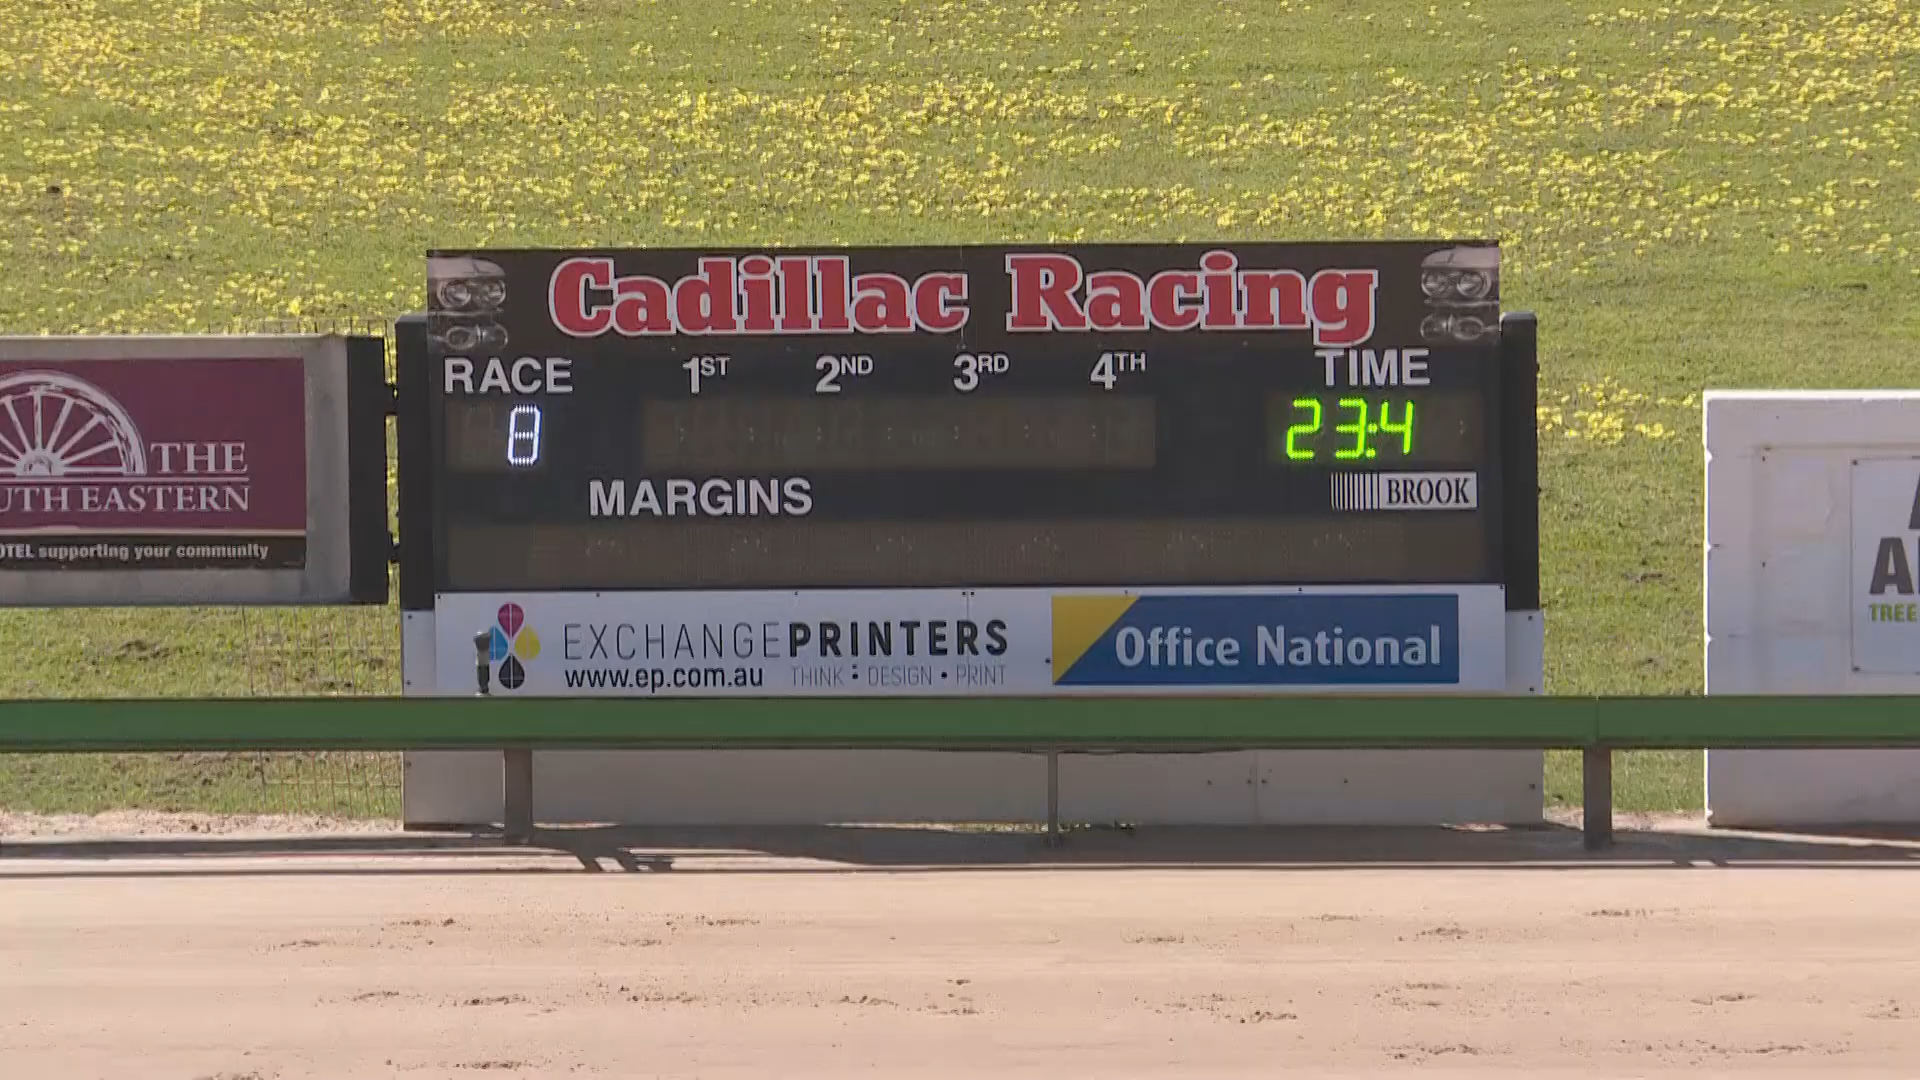 Cadillac Racing
RACE 1ST 2ND 3RD 4TH TIME
8 23:4
MARGINS
BROOK
THE
UTH EASTERN
OTEL supporting your community
EXCHANGEPRINTERS
www.ep.com.au THINK : DESIGN • PRINT
Office National
TREE